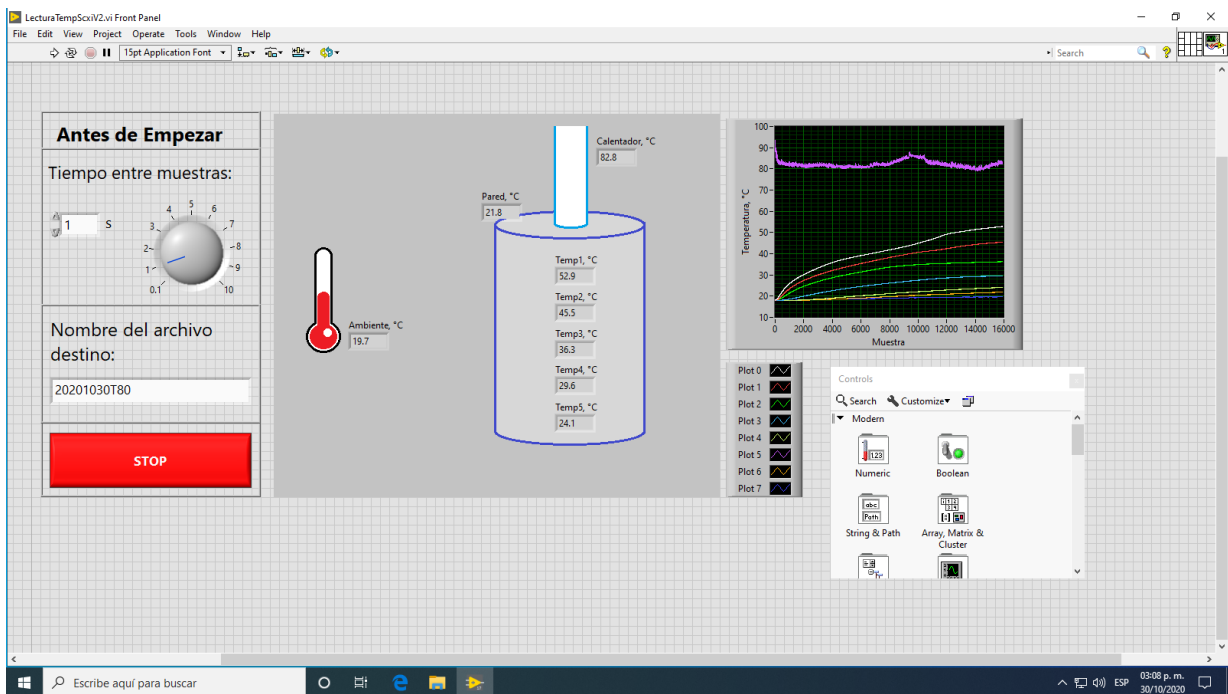 LecturaTempScxiV2.vi Front Panel
File Edit View Project Operate Tools Window Help
15pt Application Font
Search
1
Antes de Empezar
Tiempo entre muestras:
1 S
0.1 1 2 3 4 5 6 7 8 9 10
Nombre del archivo
destino:
20201030T80
STOP
Ambiente, °C
19.7
Calentador, °C
82.8
Pared, °C
21.8
Temp1, °C
52.9
Temp2, °C
45.5
Temp3, °C
36.3
Temp4, °C
29.6
Temp5, °C
24.1
Temperatura, °C
100
90
80
70
60
50
40
30
20
10
0 2000 4000 6000 8000 10000 12000 14000 16000
Muestra
Plot 0
Plot 1
Plot 2
Plot 3
Plot 4
Plot 5
Plot 6
Plot 7
Controls
Search Customize
Modern
1.23
Numeric
Boolean
abc
Path
String & Path
Array, Matrix &
Cluster
Escribe aquí para buscar
ESP
03:08 p. m.
30/10/2020